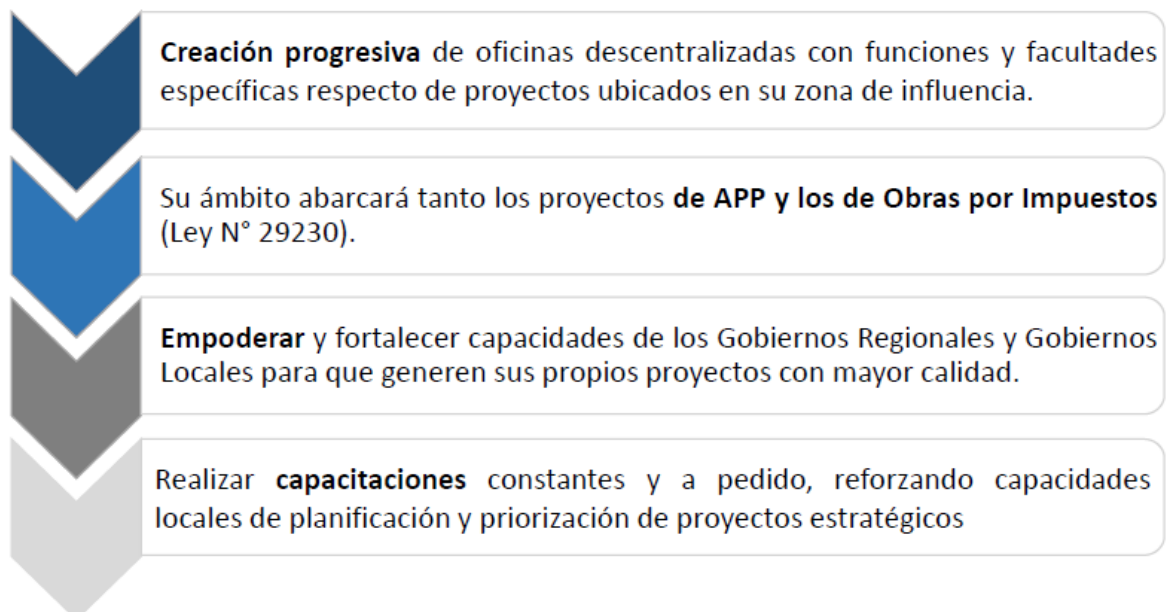 Creación progresiva de oficinas descentralizadas con funciones y facultades
específicas respecto de proyectos ubicados en su zona de influencia.
Su ámbito abarcará tanto los proyectos de APP y los de Obras por Impuestos
(Ley N° 29230).
Empoderar y fortalecer capacidades de los Gobiernos Regionales y Gobiernos
Locales para que generen sus propios proyectos con mayor calidad.
Realizar capacitaciones constantes y a pedido, reforzando capacidades
locales de planificación y priorización de proyectos estratégicos